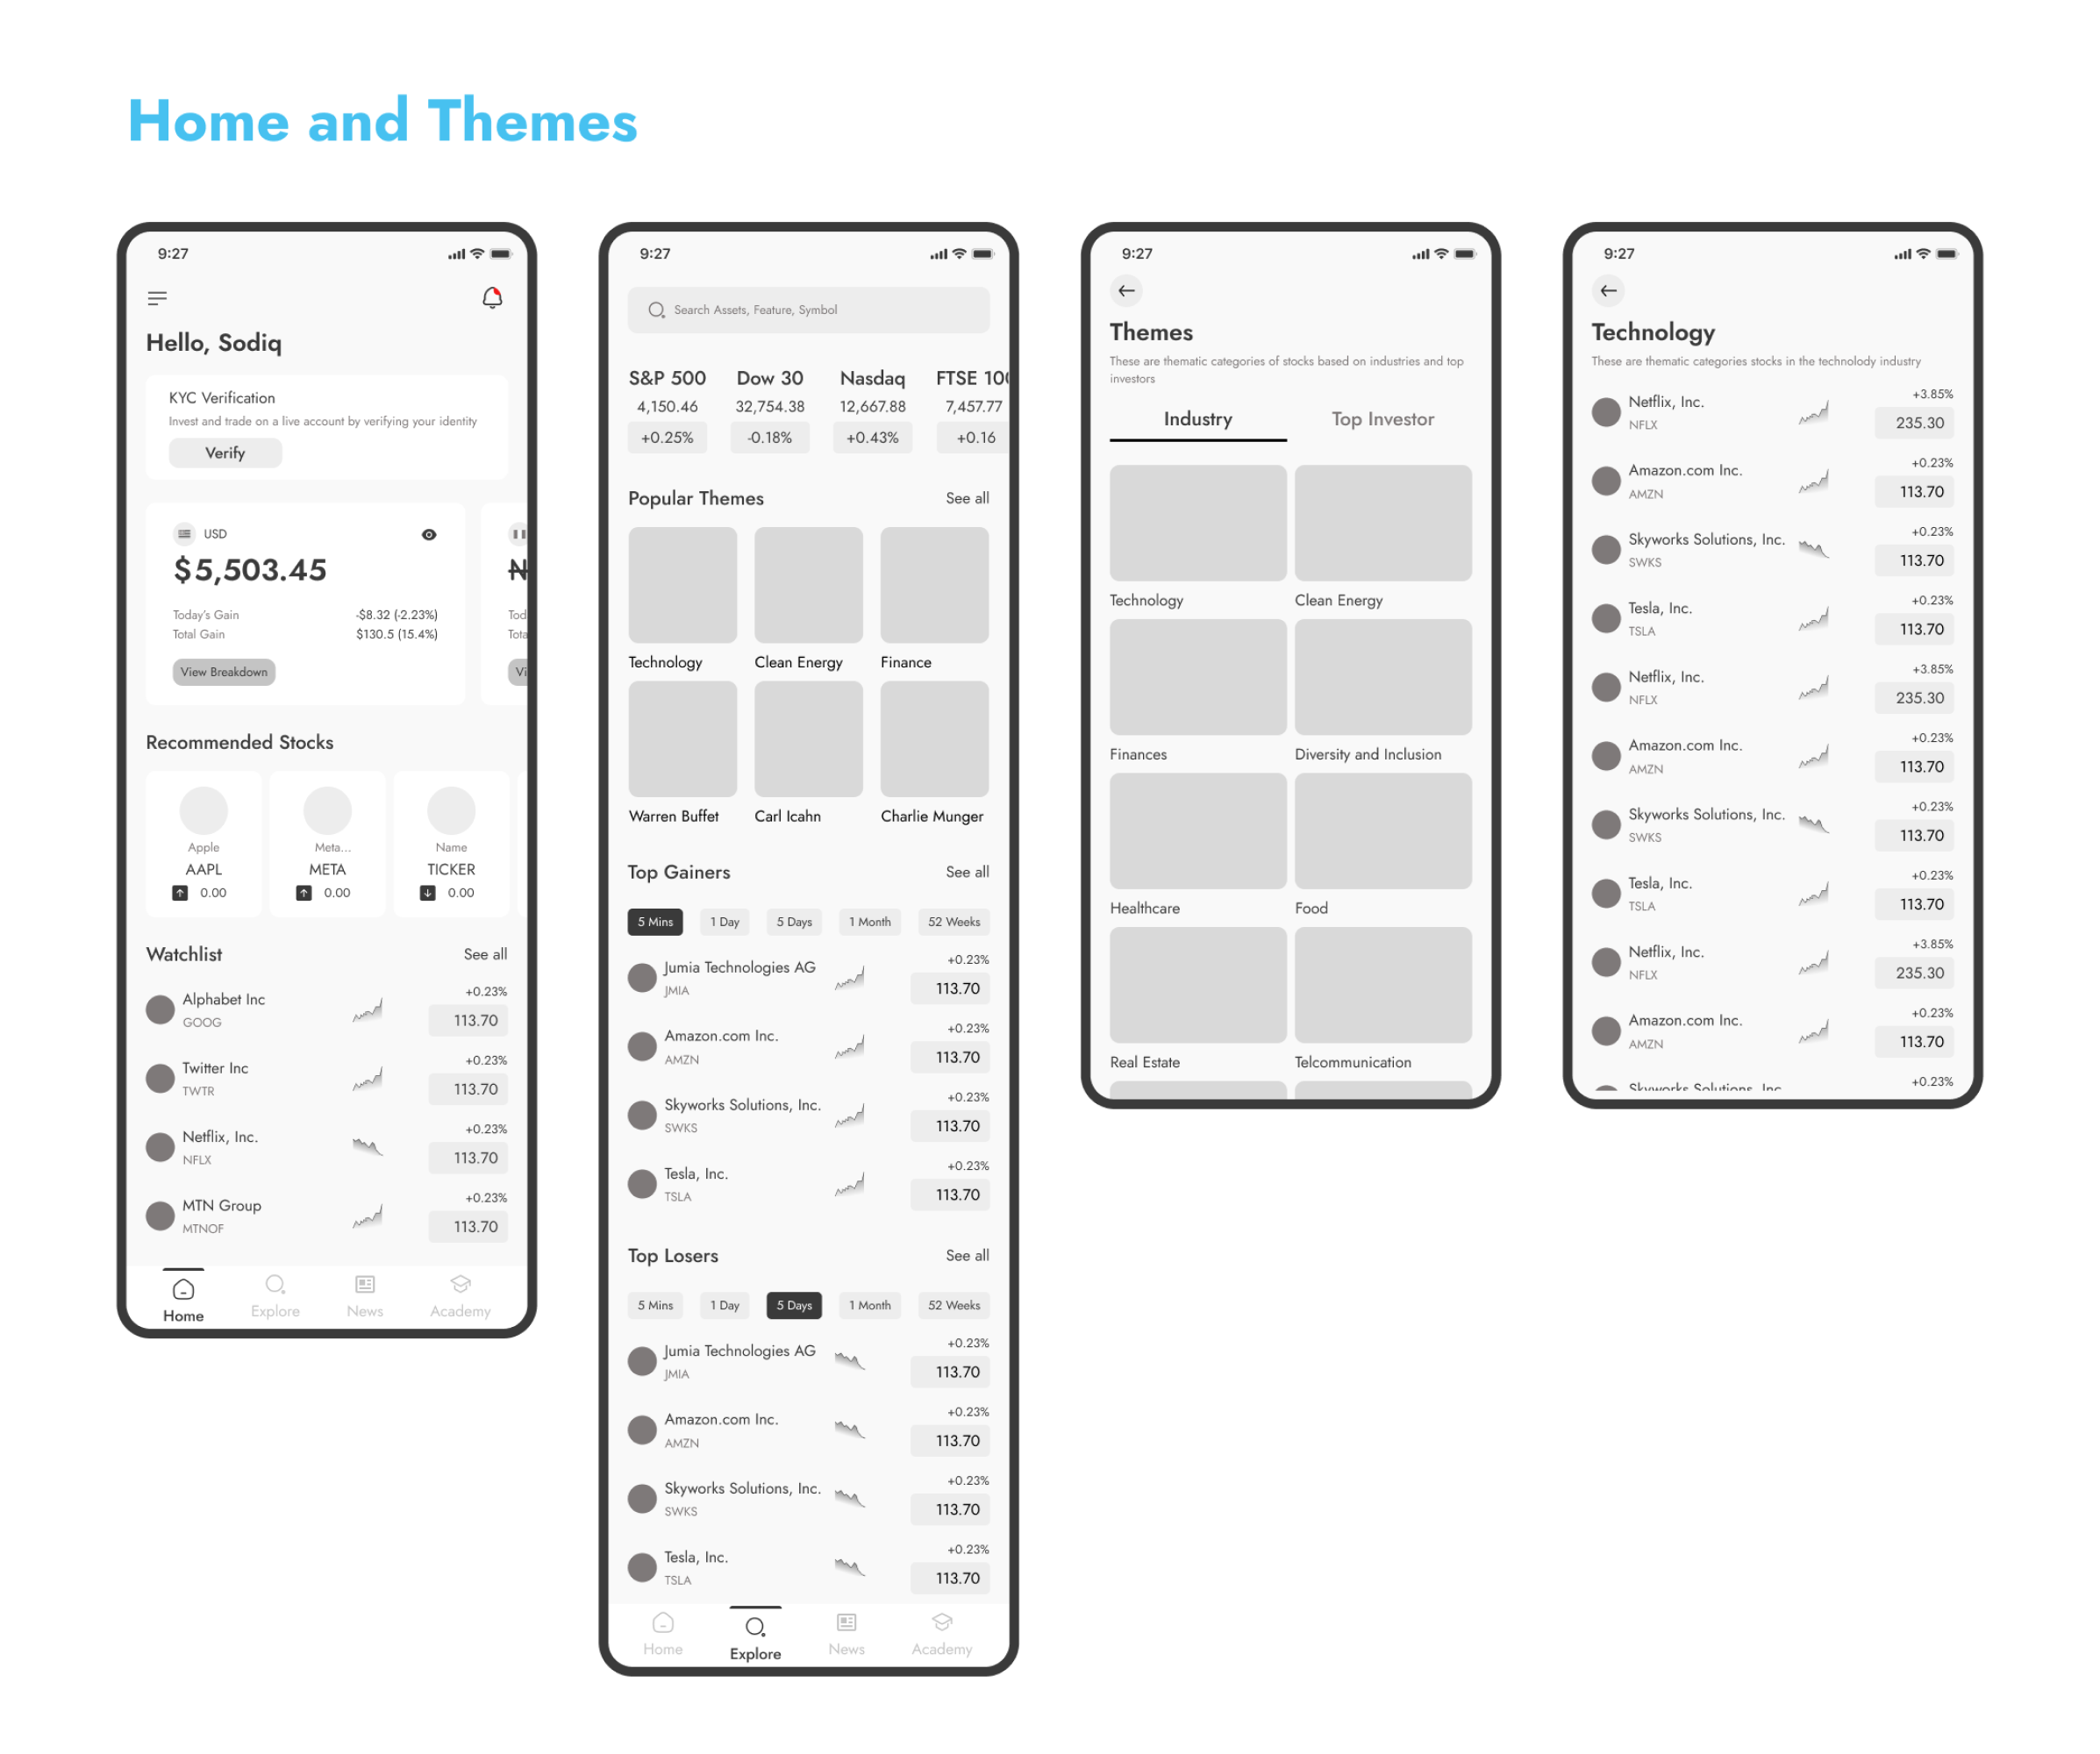 Home and Themes
9:27
Hello, Sodiq
KYC Verification
Invest and trade on a live account by verifying your identity
Verify
USD
$5,503.45
₦
Today's Gain -$8.32 (-2.23%)
Tod
Total Gain $130.5 (15.4%)
Tota
View Breakdown
Vi
Recommended Stocks
Apple
AAPL
0.00
Meta...
META
0.00
Name
TICKER
0.00
Watchlist See all
Alphabet Inc
GOOG
+0.23%
113.70
Twitter Inc
TWTR
+0.23%
113.70
Netflix, Inc.
NFLX
+0.23%
113.70
MTN Group
MTNOF
+0.23%
113.70
Home Explore News Academy
9:27
Search Assets, Feature, Symbol
S&P 500 Dow 30 Nasdaq FTSE 100
4,150.46 32,754.38 12,667.88 7,457.77
+0.25% -0.18% +0.43% +0.16
Popular Themes See all
Technology Clean Energy Finance
Warren Buffet Carl Icahn Charlie Munger
Top Gainers See all
5 Mins 1 Day 5 Days 1 Month 52 Weeks
Jumia Technologies AG
JMIA
+0.23%
113.70
Amazon.com Inc.
AMZN
+0.23%
113.70
Skyworks Solutions, Inc.
SWKS
+0.23%
113.70
Tesla, Inc.
TSLA
+0.23%
113.70
Top Losers See all
5 Mins 1 Day 5 Days 1 Month 52 Weeks
Jumia Technologies AG
JMIA
+0.23%
113.70
Amazon.com Inc.
AMZN
+0.23%
113.70
Skyworks Solutions, Inc.
SWKS
+0.23%
113.70
Tesla, Inc.
TSLA
+0.23%
113.70
Home Explore News Academy
9:27
Themes
These are thematic categories of stocks based on industries and top
investors
Industry Top Investor
Technology Clean Energy
Finances Diversity and Inclusion
Healthcare Food
Real Estate Telcommunication
9:27
Technology
These are thematic categories stocks in the technolody industry
Netflix, Inc.
NFLX
+3.85%
235.30
Amazon.com Inc.
AMZN
+0.23%
113.70
Skyworks Solutions, Inc.
SWKS
+0.23%
113.70
Tesla, Inc.
TSLA
+0.23%
113.70
Netflix, Inc.
NFLX
+3.85%
235.30
Amazon.com Inc.
AMZN
+0.23%
113.70
Skyworks Solutions, Inc.
SWKS
+0.23%
113.70
Tesla, Inc.
TSLA
+0.23%
113.70
Netflix, Inc.
NFLX
+3.85%
235.30
Amazon.com Inc.
AMZN
+0.23%
113.70
Skyworks Solutions, Inc.
+0.23%